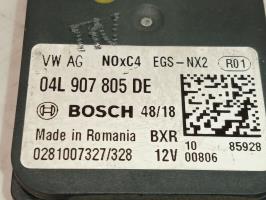 VW AG NOxC4 EGS-NX2 R01
04L 907 805 DE
BOSCH 48/18
Made in Romania BXR 10 85928
0281007327/328 12V 00806